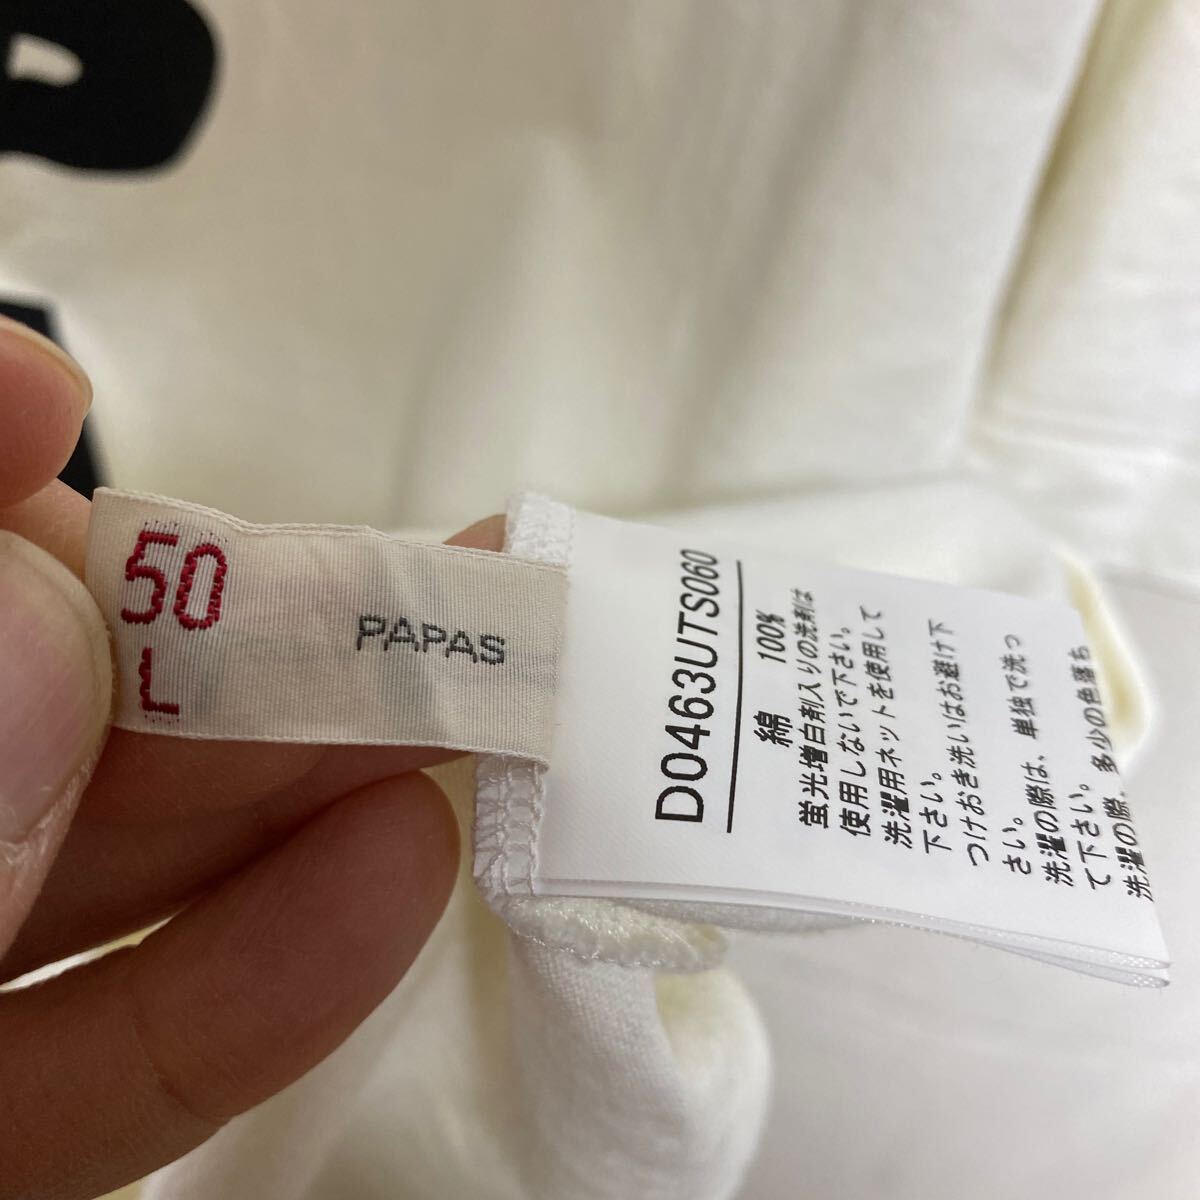 50
L
PAPAS
D0463UTS060
綿 100%
蛍光増白剤入りの洗剤は
使用しないで下さい。
洗濯用ネットを使用して
下さい。
つけおき洗いはお避け下
さい。
洗濯の際は、単独で洗っ
て下さい。
洗濯の際、多少の色落ち